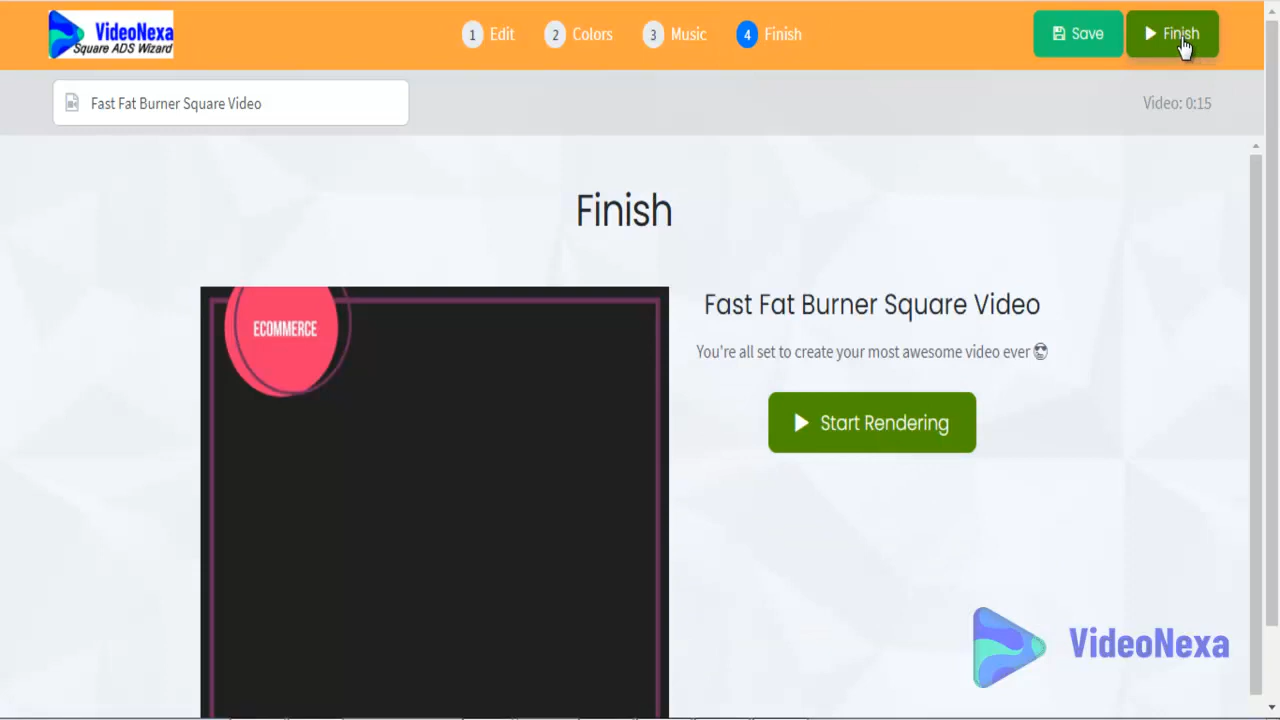 VideoNexa
Square ADS Wizard
1 Edit
2 Colors
3 Music
4 Finish
Save
Finish
Fast Fat Burner Square Video
Video: 0:15
Finish
ECOMMERCE
Fast Fat Burner Square Video
You're all set to create your most awesome video ever 😎
Start Rendering
VideoNexa